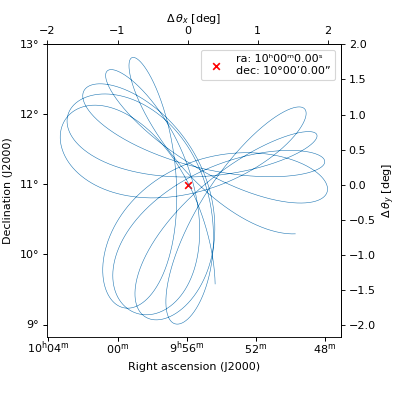 Δ θx [deg]
−2 −1 0 1 2
13° 2.0
ra: 10ʰ00ᵐ0.00ˢ
dec: 10°00′0.00″
1.5
12° 1.0
0.5
11° 0.0
−0.5
10° −1.0
−1.5
9° −2.0
Declination (J2000)
Δ θy [deg]
10ʰ04ᵐ 00ᵐ 9ʰ56ᵐ 52ᵐ 48ᵐ
Right ascension (J2000)